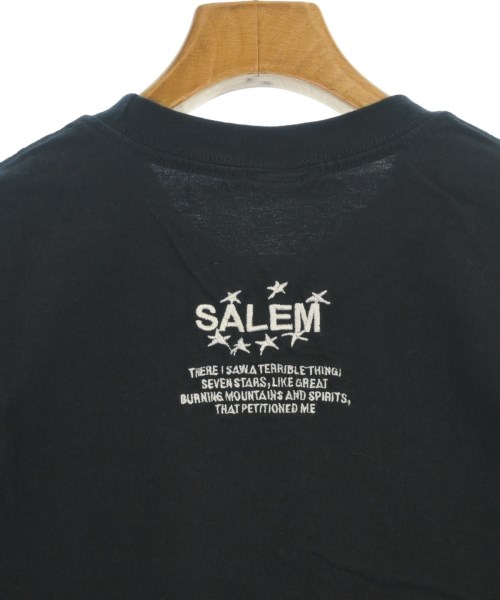 SALEM
THERE I SAW A TERRIBLE THING;
SEVEN STARS, LIKE GREAT
BURNING MOUNTAINS AND SPIRITS,
THAT PETITIONED ME